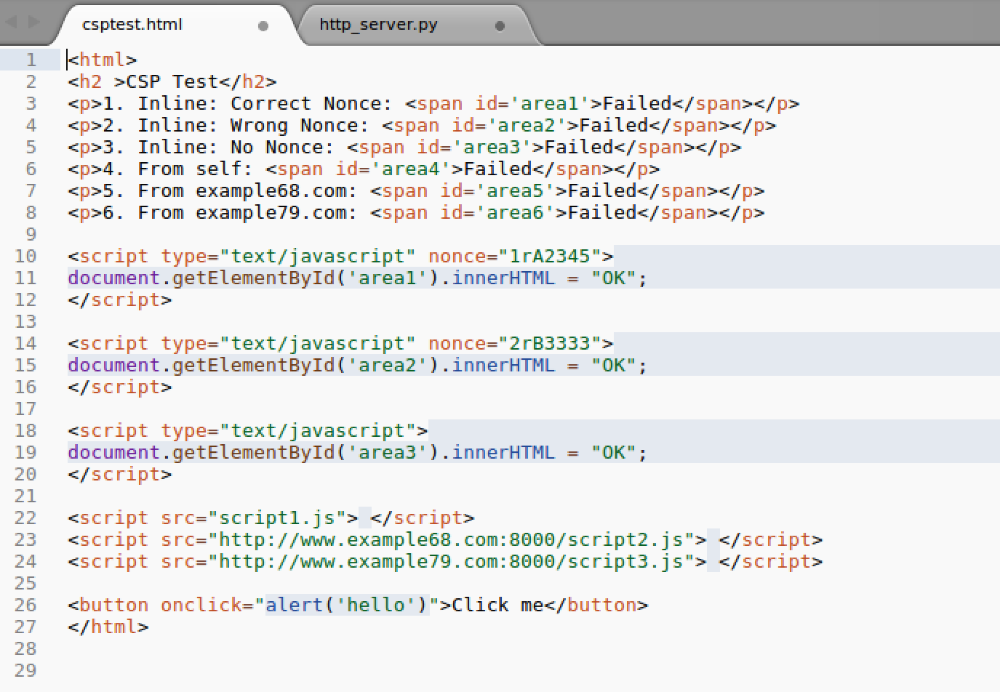 csptest.html
http_server.py
1 <html>
2 <h2 >CSP Test</h2>
3 <p>1. Inline: Correct Nonce: <span id='area1'>Failed</span></p>
4 <p>2. Inline: Wrong Nonce: <span id='area2'>Failed</span></p>
5 <p>3. Inline: No Nonce: <span id='area3'>Failed</span></p>
6 <p>4. From self: <span id='area4'>Failed</span></p>
7 <p>5. From example68.com: <span id='area5'>Failed</span></p>
8 <p>6. From example79.com: <span id='area6'>Failed</span></p>
9
10 <script type="text/javascript" nonce="1rA2345">
11 document.getElementById('area1').innerHTML = "OK";
12 </script>
13
14 <script type="text/javascript" nonce="2rB3333">
15 document.getElementById('area2').innerHTML = "OK";
16 </script>
17
18 <script type="text/javascript">
19 document.getElementById('area3').innerHTML = "OK";
20 </script>
21
22 <script src="script1.js"> </script>
23 <script src="http://www.example68.com:8000/script2.js"> </script>
24 <script src="http://www.example79.com:8000/script3.js"> </script>
25
26 <button onclick="alert('hello')">Click me</button>
27 </html>
28
29